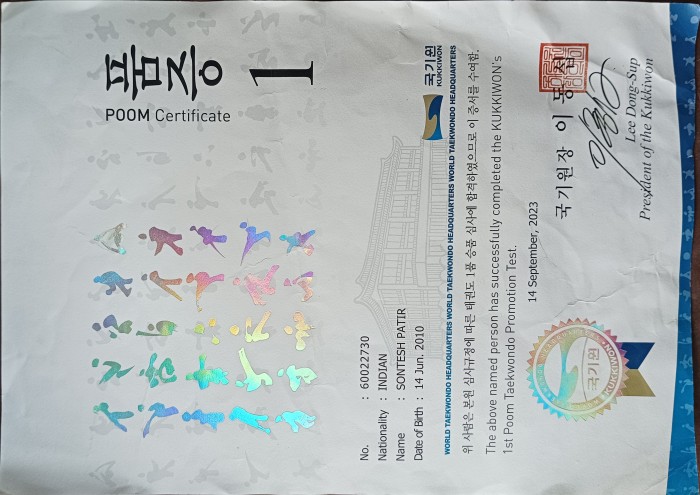 품증
POOM Certificate
1
국기원
KUKKIWON
No. : 60022730
Nationality : INDIAN
Name : SONTESH PATIR
Date of Birth : 14 Jun. 2010
WORLD TAEKWONDO HEADQUARTERS WORLD TAEKWONDO HEADQUARTERS WORLD TAEKWONDO HEADQUARTERS
위 사람은 본원 심사규정에 따른 태권도 1품 승품 심사에 합격하였으므로 이 증서를 수여함.
The above named person has successfully completed the KUKKIWON's
1st Poom Taekwondo Promotion Test.
14 September, 2023
국기원장 이 동 섭
Lee Dong-Sup
President of the Kukkiwon
국기원
KUKKIWON